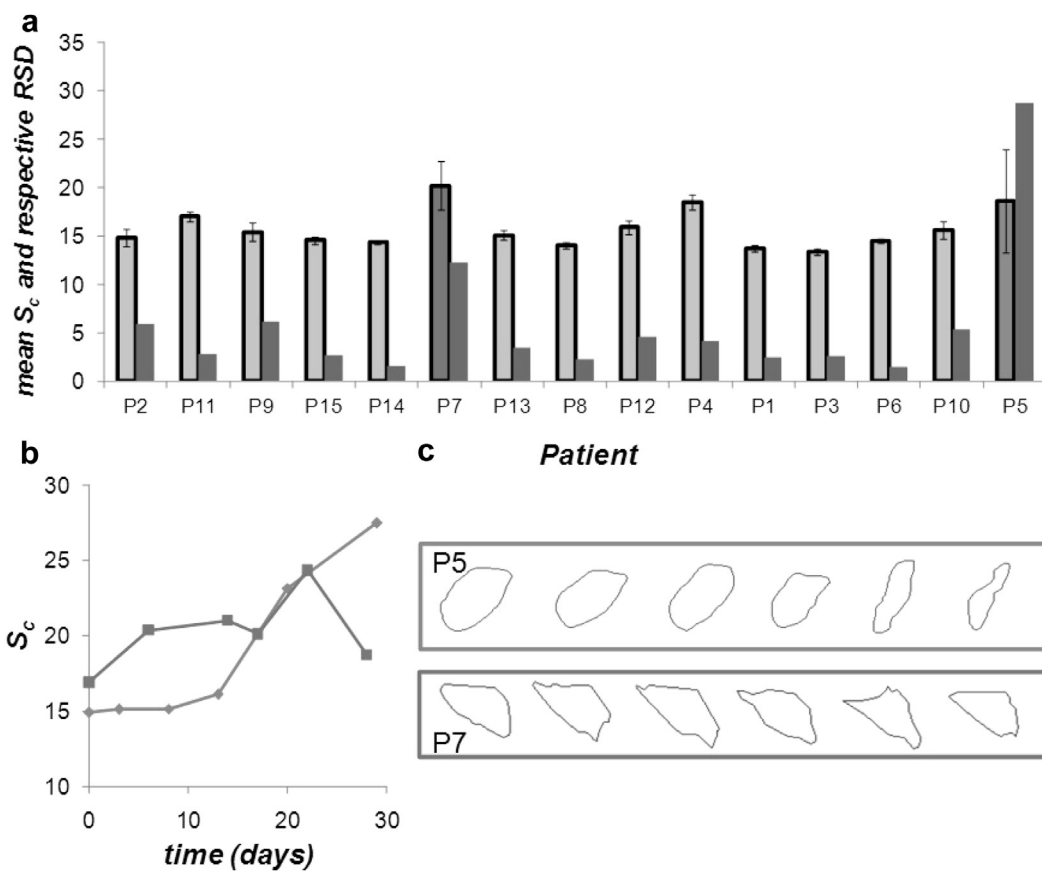 a
mean Sc and respective RSD
35
30
25
20
15
10
5
0
P2 P11 P9 P15 P14 P7 P13 P8 P12 P4 P1 P3 P6 P10 P5
Patient
b
Sc
30
25
20
15
10
0 10 20 30
time (days)
c
P5
P7